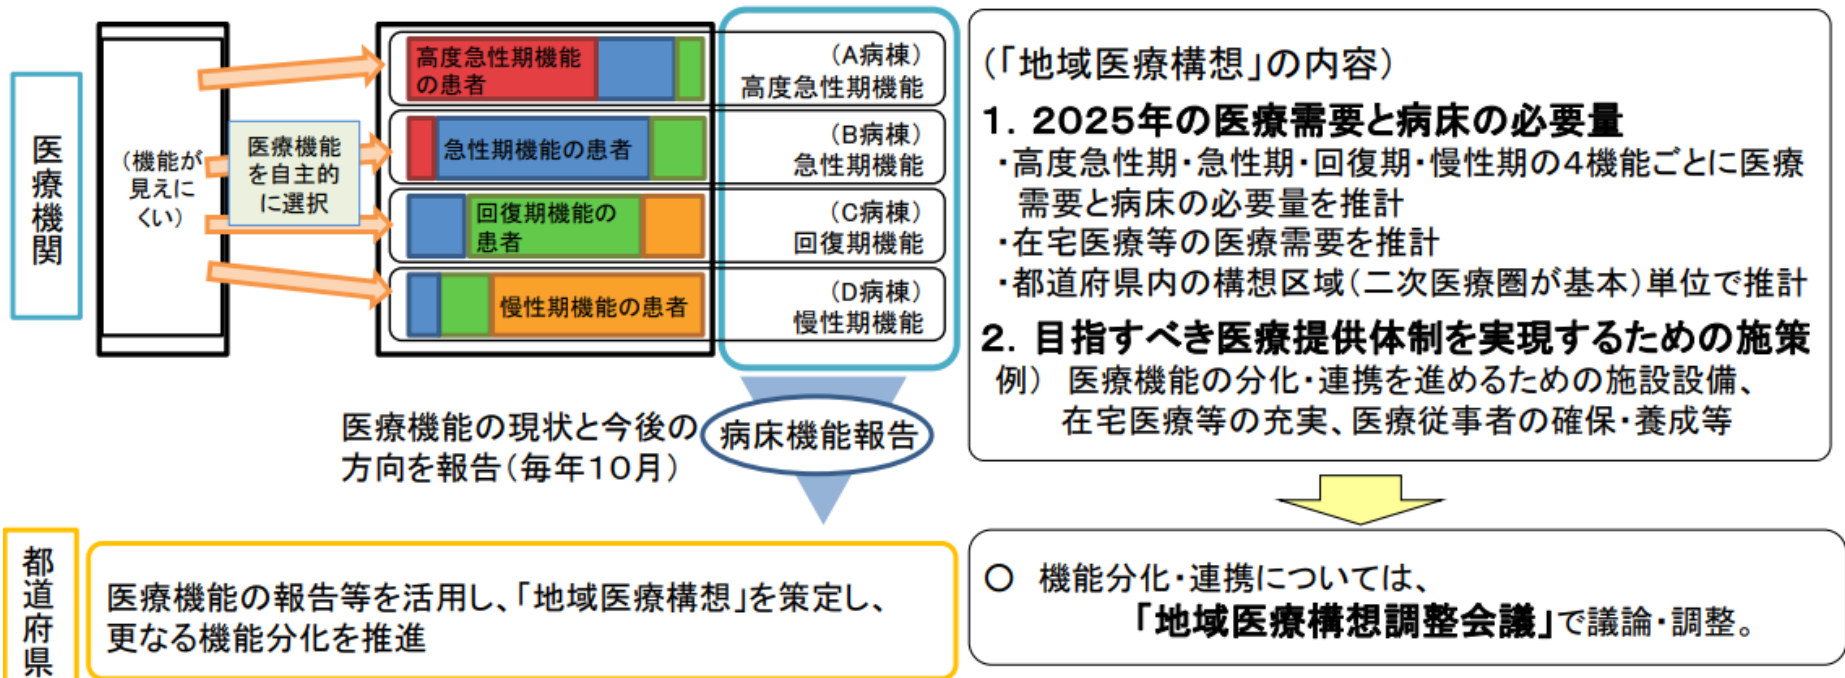 医療機関
(機能が
見えに
くい)
医療機能
を自主的
に選択
高度急性期機能
の患者
(A病棟)
高度急性期機能
急性期機能の患者
(B病棟)
急性期機能
回復期機能の
患者
(C病棟)
回復期機能
慢性期機能の患者
(D病棟)
慢性期機能
医療機能の現状と今後の
方向を報告(毎年10月)
病床機能報告
都道府県
医療機能の報告等を活用し、「地域医療構想」を策定し、
更なる機能分化を推進
(「地域医療構想」の内容)
1. 2025年の医療需要と病床の必要量
・高度急性期・急性期・回復期・慢性期の4機能ごとに医療
需要と病床の必要量を推計
・在宅医療等の医療需要を推計
・都道府県内の構想区域(二次医療圏が基本)単位で推計
2. 目指すべき医療提供体制を実現するための施策
例) 医療機能の分化・連携を進めるための施設設備、
在宅医療等の充実、医療従事者の確保・養成等
○ 機能分化・連携については、
「地域医療構想調整会議」で議論・調整。